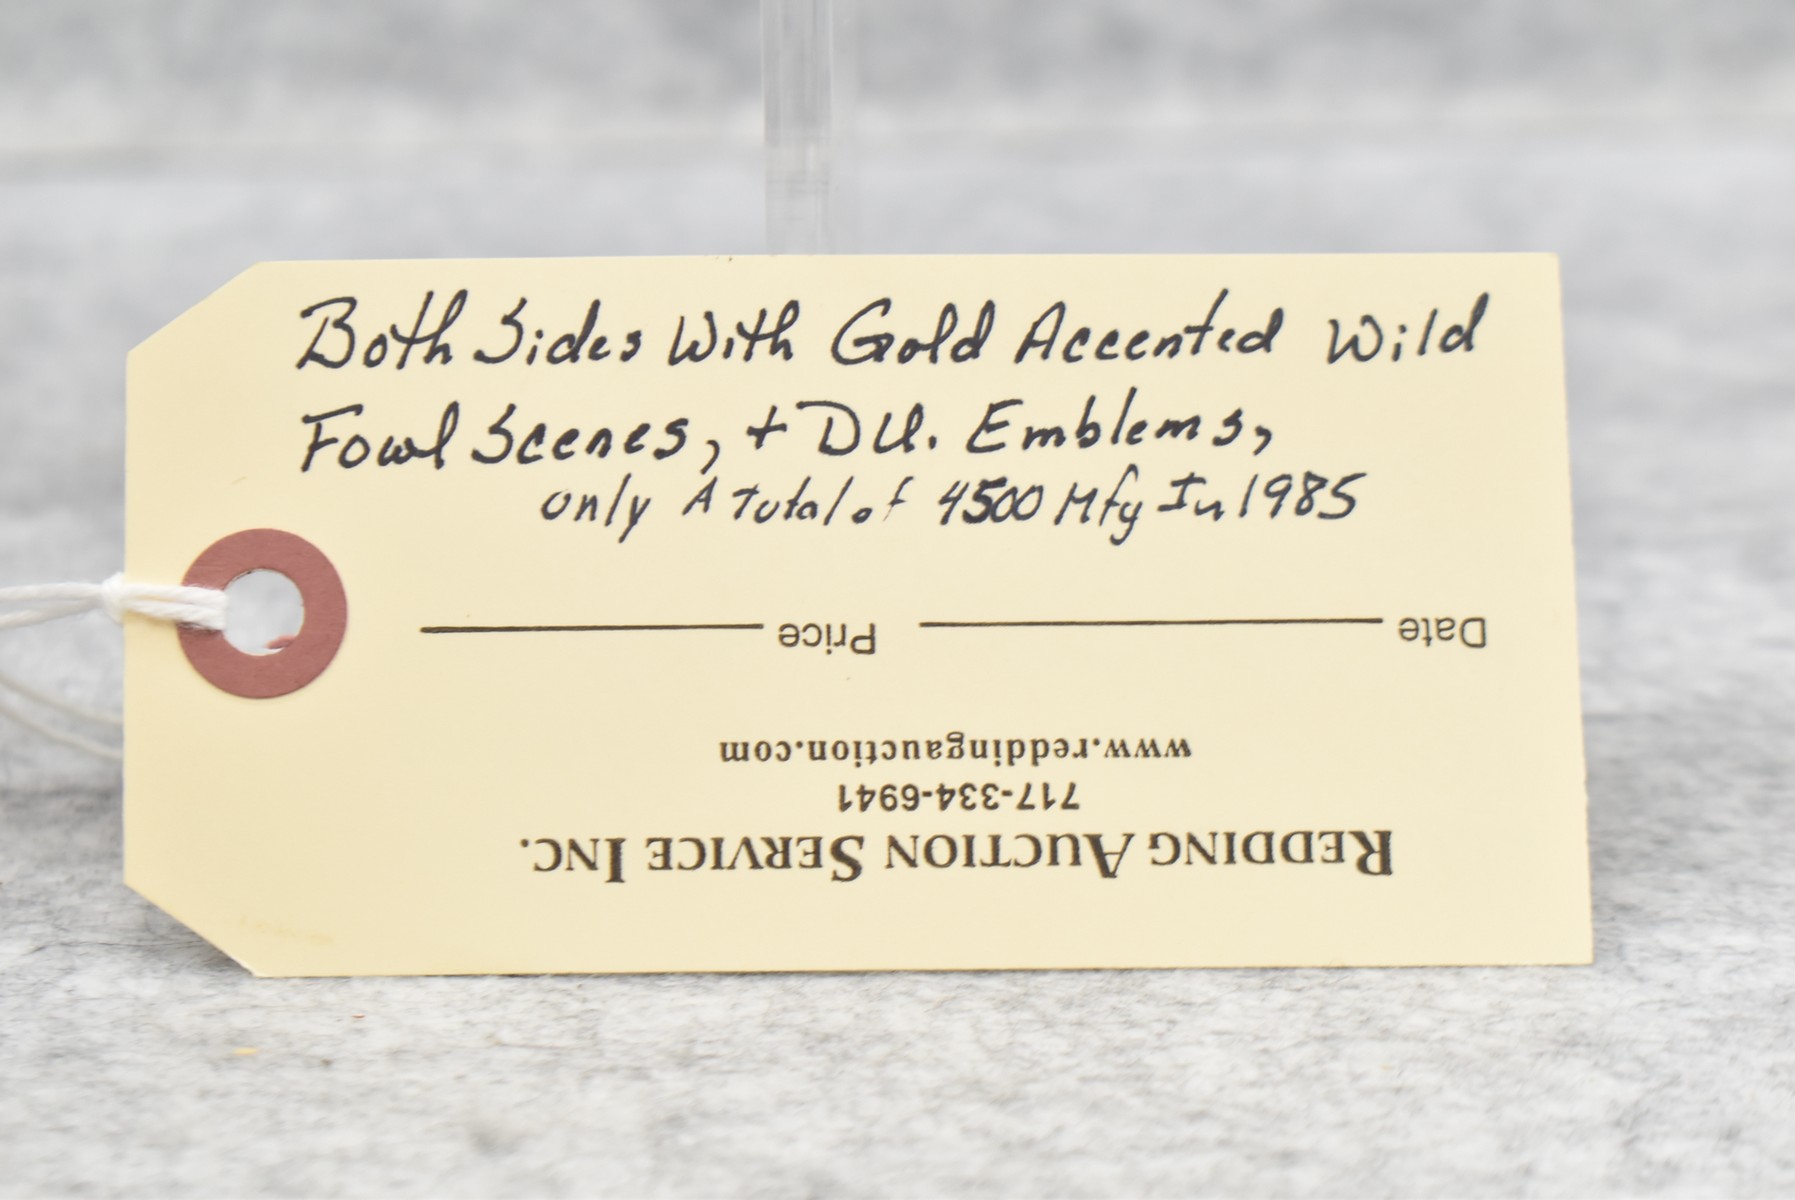 Both Sides With Gold Accented Wild
Fowl Scenes, + DU. Emblems,
only A Total of 4500 Mfg In 1985
Date Price
www.reddingauction.com
717-334-6941
REDDING AUCTION SERVICE INC.